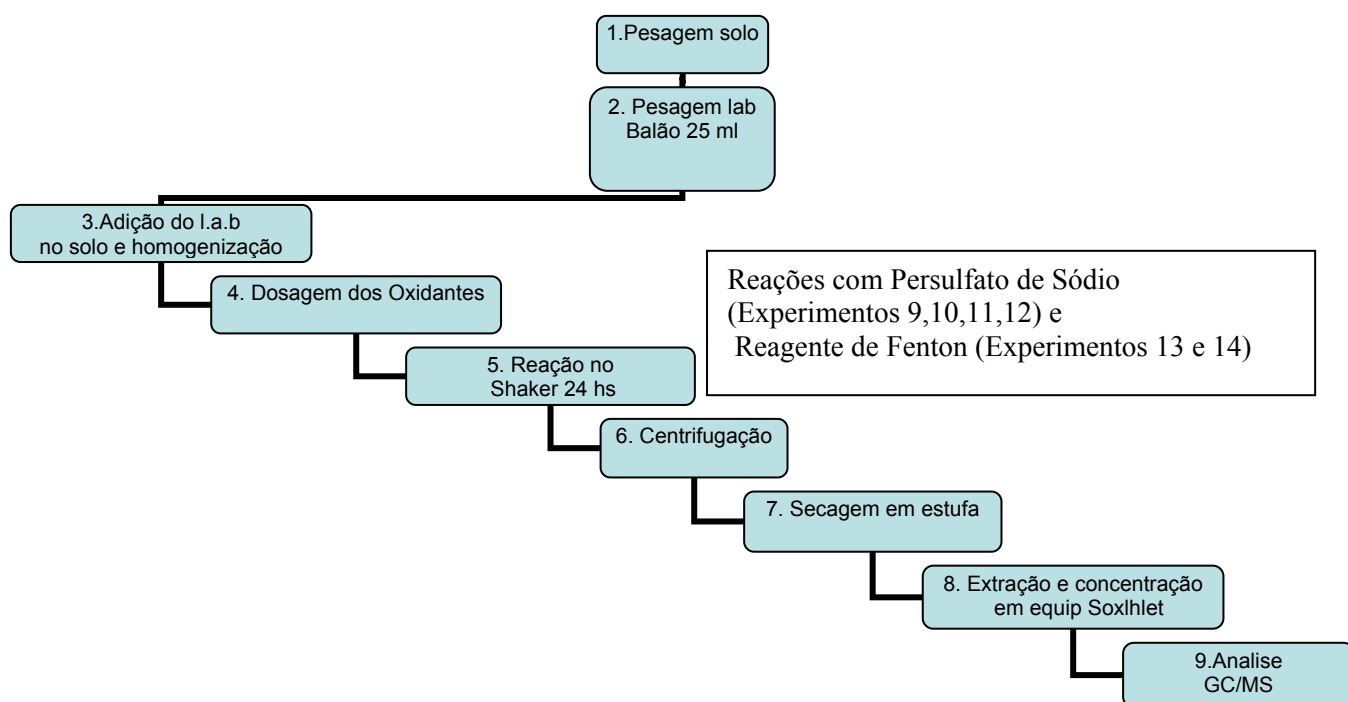 1.Pesagem solo
2. Pesagem lab
Balão 25 ml
3.Adição do l.a.b
no solo e homogenização
4. Dosagem dos Oxidantes
Reações com Persulfato de Sódio
(Experimentos 9,10,11,12) e
Reagente de Fenton (Experimentos 13 e 14)
5. Reação no
Shaker 24 hs
6. Centrifugação
7. Secagem em estufa
8. Extração e concentração
em equip Soxlhlet
9.Analise
GC/MS